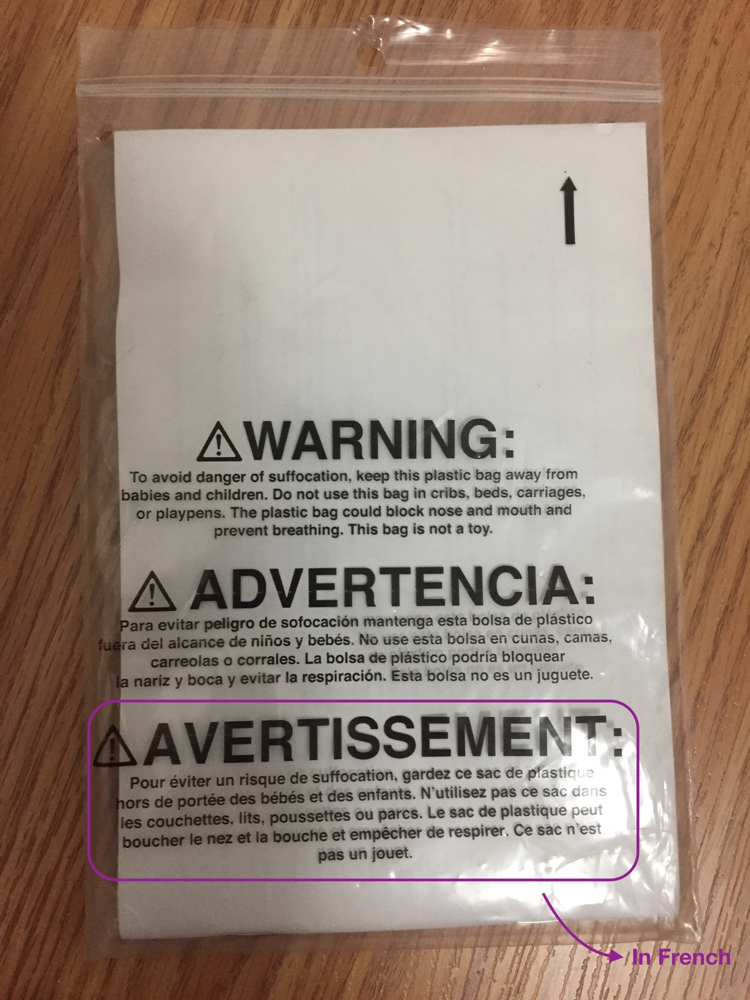 WARNING:
To avoid danger of suffocation, keep this plastic bag away from
babies and children. Do not use this bag in cribs, beds, carriages,
or playpens. The plastic bag could block nose and mouth and
prevent breathing. This bag is not a toy.
ADVERTENCIA:
Para evitar peligro de sofocación mantenga esta bolsa de plástico
fuera del alcance de niños y bebés. No use esta bolsa en cunas, camas,
carreolas o corrales. La bolsa de plástico podría bloquear
la nariz y boca y evitar la respiración. Esta bolsa no es un juguete.
AVERTISSEMENT:
Pour éviter un risque de suffocation, gardez ce sac de plastique
hors de portée des bébés et des enfants. N'utilisez pas ce sac dans
les couchettes, lits, poussettes ou parcs. Le sac de plastique peut
boucher le nez et la bouche et empêcher de respirer. Ce sac n'est
pas un jouet.
In French